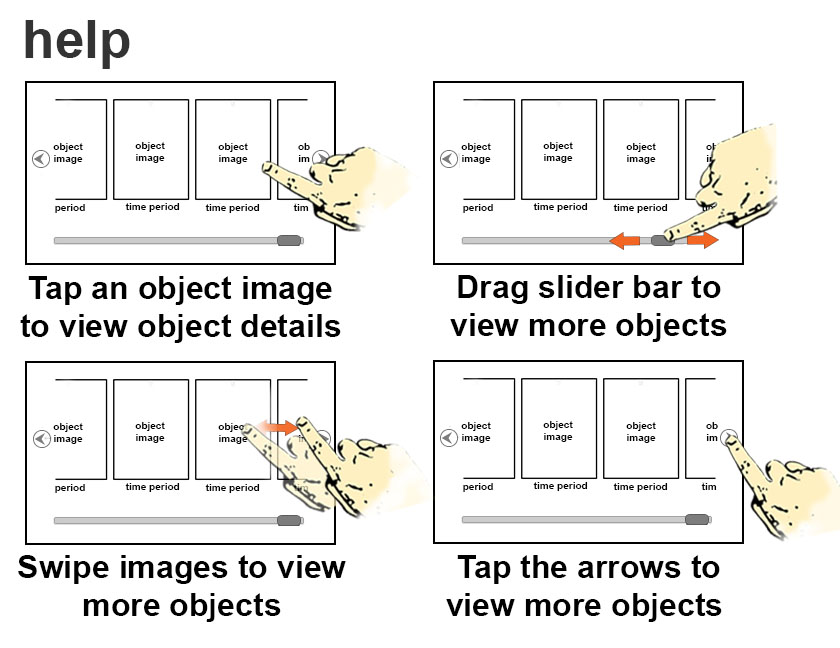 help
object
image
object
image
object
image
ob
im
period
time period
time period
tim
Tap an object image
to view object details
object
image
object
image
object
image
period
time period
time period
Drag slider bar to
view more objects
object
image
object
image
image
period
time period
time period
Swipe images to view
more objects
object
image
object
image
object
image
ob
im
period
time period
time period
tim
Tap the arrows to
view more objects